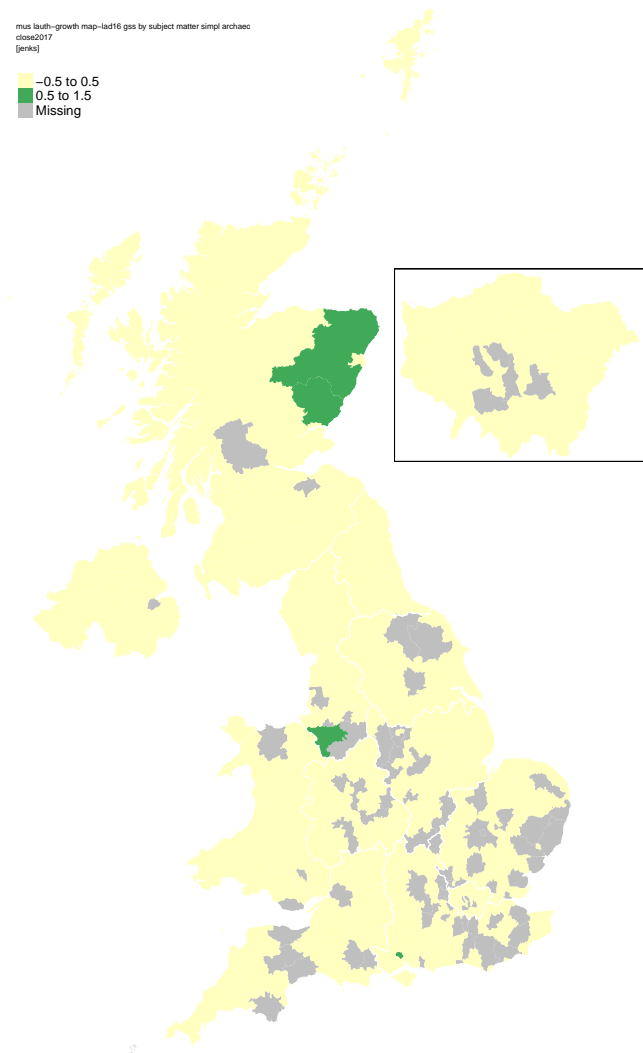 mus lauth−growth map−lad16 gss by subject matter simpl archaec
close2017
[jenks]
−0.5 to 0.5
0.5 to 1.5
Missing